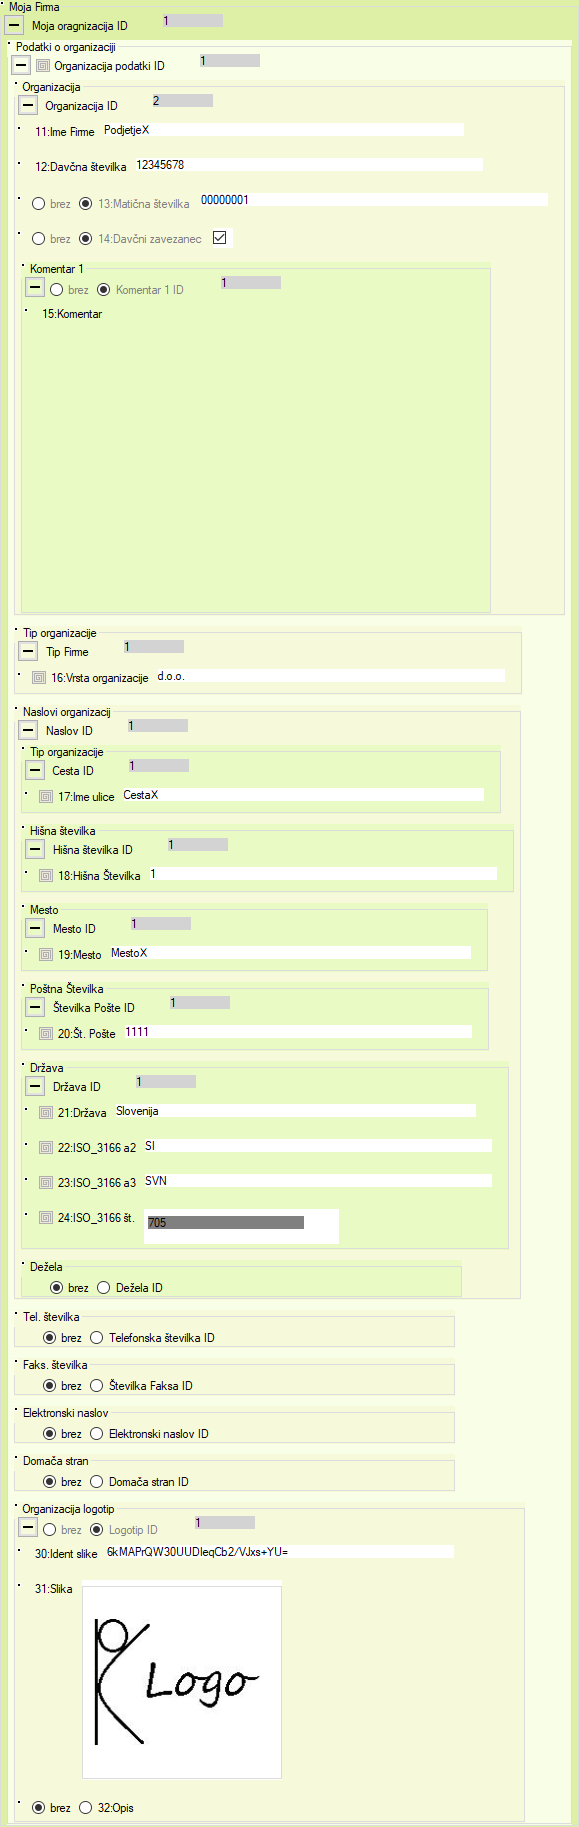 Moja Firma
Moja oragnizacija ID 1
Podatki o organizaciji
Organizacija podatki ID 1
Organizacija
Organizacija ID 2
11:Ime Firme PodjetjeX
12:Davčna številka 12345678
brez 13:Matična številka 00000001
brez 14:Davčni zavezanec
Komentar 1
brez Komentar 1 ID 1
15:Komentar
Tip organizacije
Tip Firme 1
16:Vrsta organizacije d.o.o.
Naslovi organizacij
Naslov ID 1
Tip organizacije
Cesta ID 1
17:Ime ulice CestaX
Hišna številka
Hišna številka ID 1
18:Hišna Številka 1
Mesto
Mesto ID 1
19:Mesto MestoX
Poštna Številka
Številka Pošte ID 1
20:Št. Pošte 1111
Država
Država ID 1
21:Država Slovenija
22:ISO_3166 a2 SI
23:ISO_3166 a3 SVN
24:ISO_3166 št. 705
Dežela
brez Dežela ID
Tel. številka
brez Telefonska številka ID
Faks. številka
brez Številka Faksa ID
Elektronski naslov
brez Elektronski naslov ID
Domača stran
brez Domača stran ID
Organizacija logotip
brez Logotip ID 1
30:Ident slike 6kMAPrQW30UUDIeqCb2/VJxs+YU=
31:Slika
Logo
brez 32:Opis